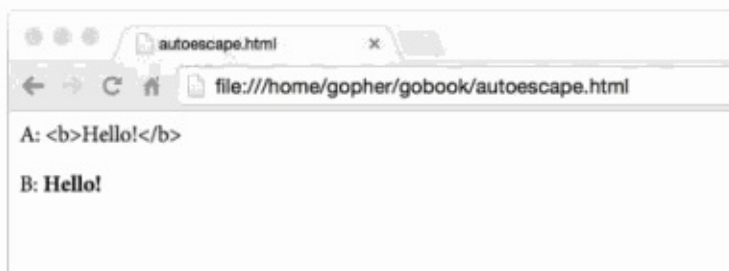 autoescape.html
file:///home/gopher/gobook/autoescape.html
A: <b>Hello!</b>
B: Hello!